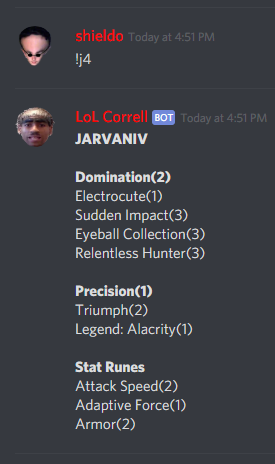 shieldo Today at 4:51 PM
!j4
LoL Correll BOT Today at 4:51 PM
JARVANIV
Domination(2)
Electrocute(1)
Sudden Impact(3)
Eyeball Collection(3)
Relentless Hunter(3)
Precision(1)
Triumph(2)
Legend: Alacrity(1)
Stat Runes
Attack Speed(2)
Adaptive Force(1)
Armor(2)